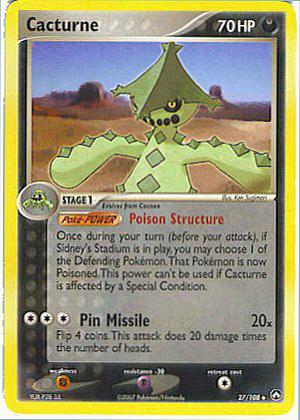 Cacturne 70 HP
Illus. Ken Sugimori
STAGE 1 Evolves from Cacnea
Poké-POWER Poison Structure
Once during your turn (before your attack), if
Sidney's Stadium is in play, you may choose 1 of
the Defending Pokémon. That Pokémon is now
Poisoned. This power can't be used if Cacturne
is affected by a Special Condition.
Pin Missile 20x
Flip 4 coins. This attack does 20 damage times
the number of heads.
weakness resistance -30 retreat cost
©2007 Pokémon/Nintendo 27/108